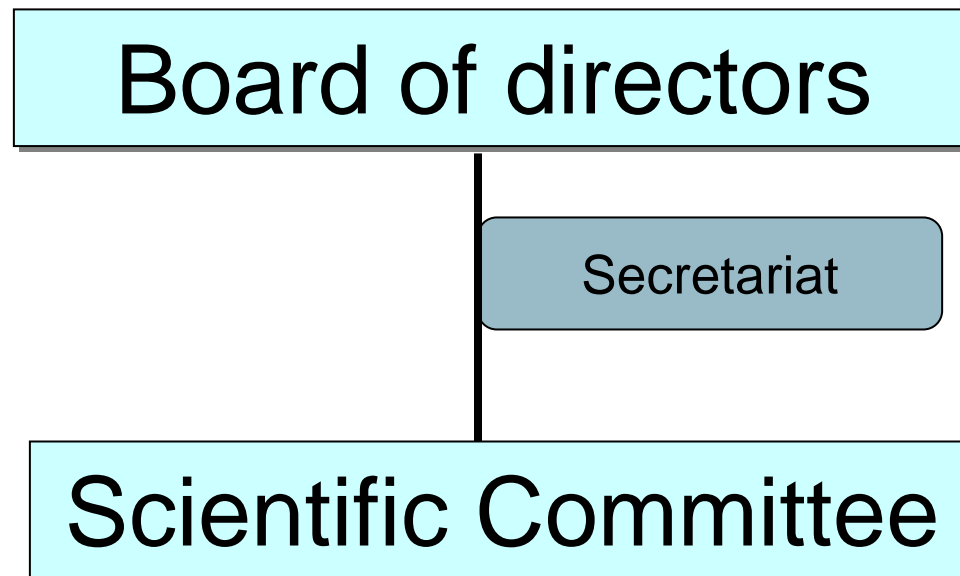 Board of directors
Secretariat
Scientific Committee